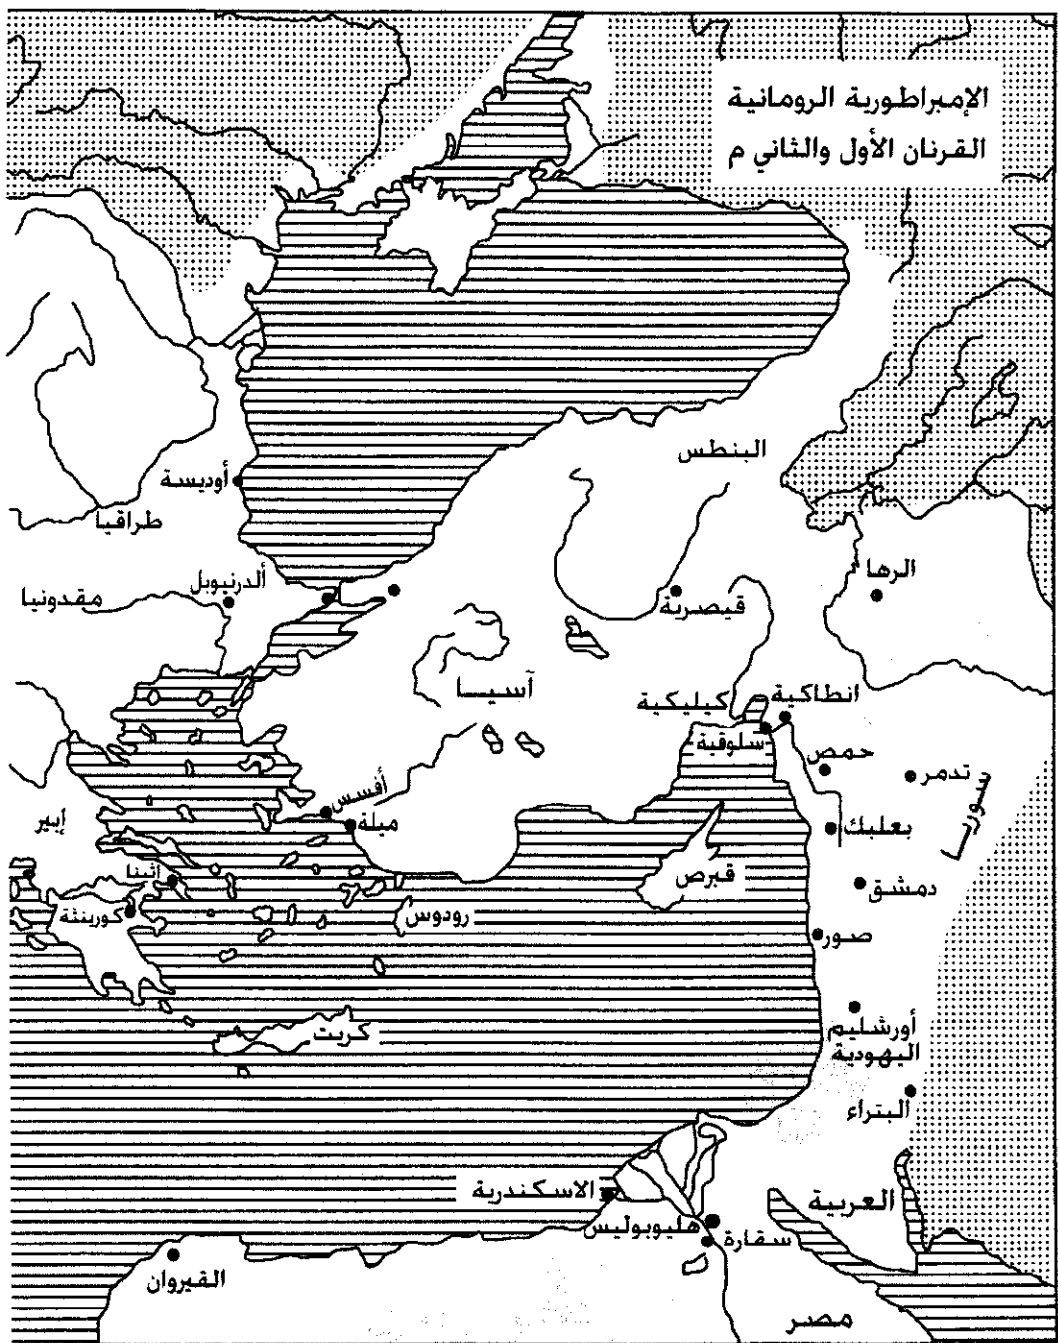 الإمبراطورية الرومانية
القرنان الأول والثاني م
البنطس
أوديسة
طراقيا
الرها
ألدرنيوبل
مقدونيا
قيصرية
آسيا
انطاكية
كيليكية
سلوقية
حمص
تدمر
سوريا
أفسس
ميلة
بعلبك
إبير
إثينا
قبرص
دمشق
كورينثة
رودوس
صور
كريت
أورشليم
اليهودية
البتراء
الاسكندرية
العربية
هليوبوليس
سقارة
القيروان
مصر